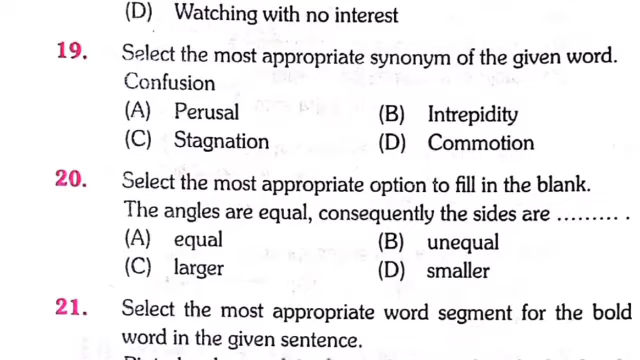 (D) Watching with no interest
19. Select the most appropriate synonym of the given word.
Confusion
(A) Perusal (B) Intrepidity
(C) Stagnation (D) Commotion
20. Select the most appropriate option to fill in the blank.
The angles are equal, consequently the sides are ......... .
(A) equal (B) unequal
(C) larger (D) smaller
21. Select the most appropriate word segment for the bold
word in the given sentence.